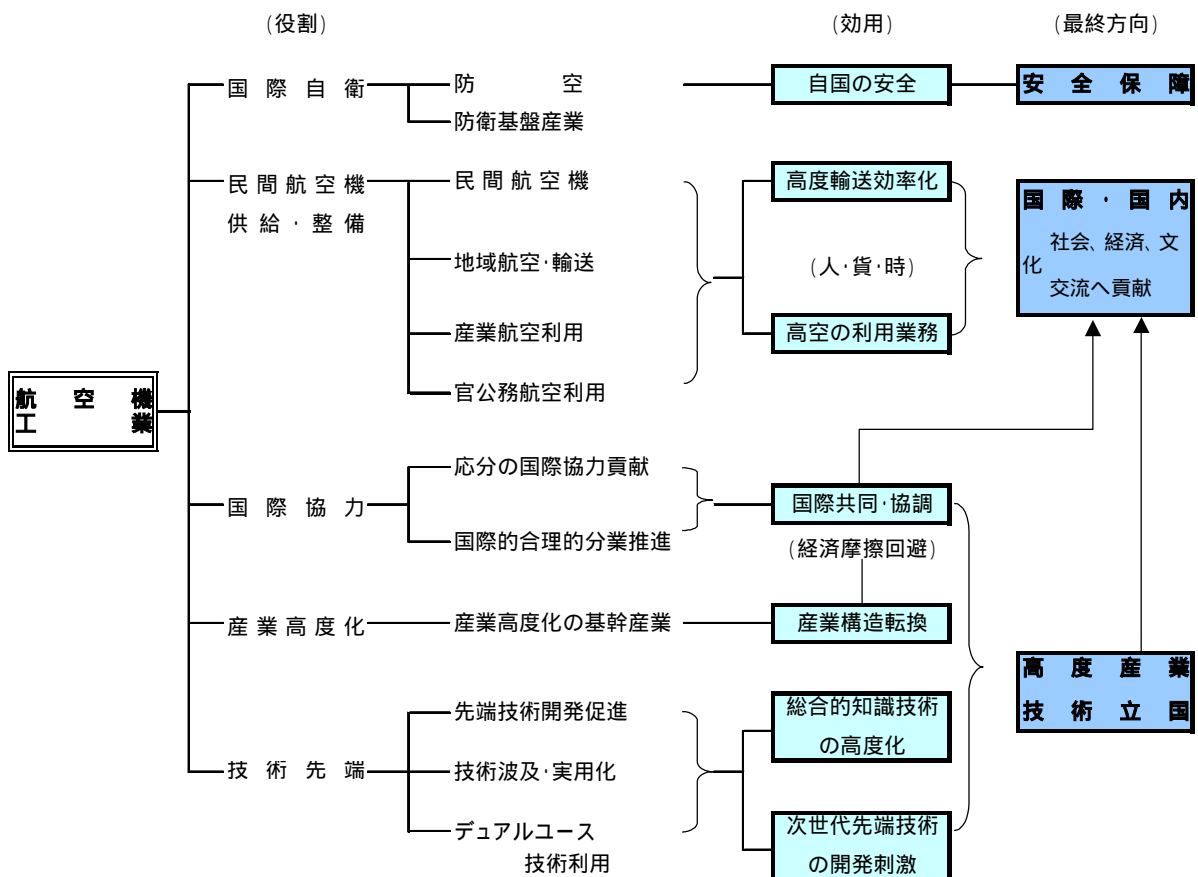 (役割)
(効用)
(最終方向)
国際自衛
防空
自国の安全
安全保障
防衛基盤産業
民間航空機
供給・整備
民間航空機
地域航空・輸送
産業航空利用
官公務航空利用
高度輸送効率化
(人・貨・時)
高空の利用業務
国際・国内
社会、経済、文
化
交流へ貢献
航空機
工業
国際協力
応分の国際協力貢献
国際的合理的分業推進
国際共同・協調
(経済摩擦回避)
産業高度化
産業高度化の基幹産業
産業構造転換
高度産業
技術立国
技術先端
先端技術開発促進
技術波及・実用化
デュアルユース
技術利用
総合的知識技術
の高度化
次世代先端技術
の開発刺激